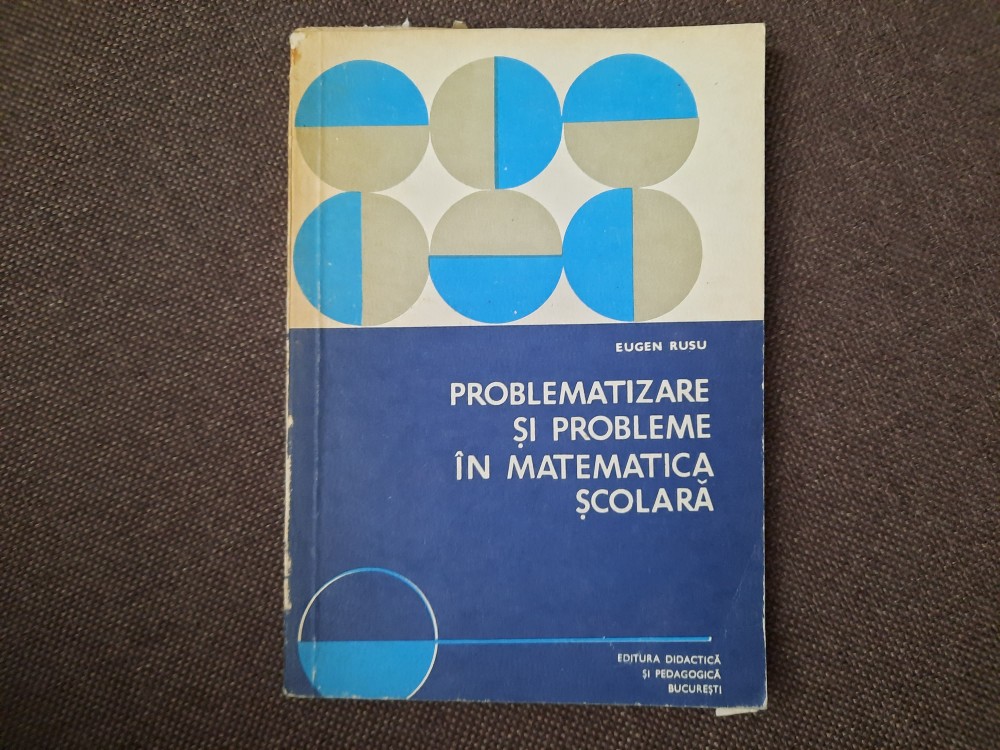 EUGEN RUSU
PROBLEMATIZARE
ȘI PROBLEME
ÎN MATEMATICA
ȘCOLARĂ
EDITURA DIDACTICĂ
ȘI PEDAGOGICĂ
BUCUREȘTI